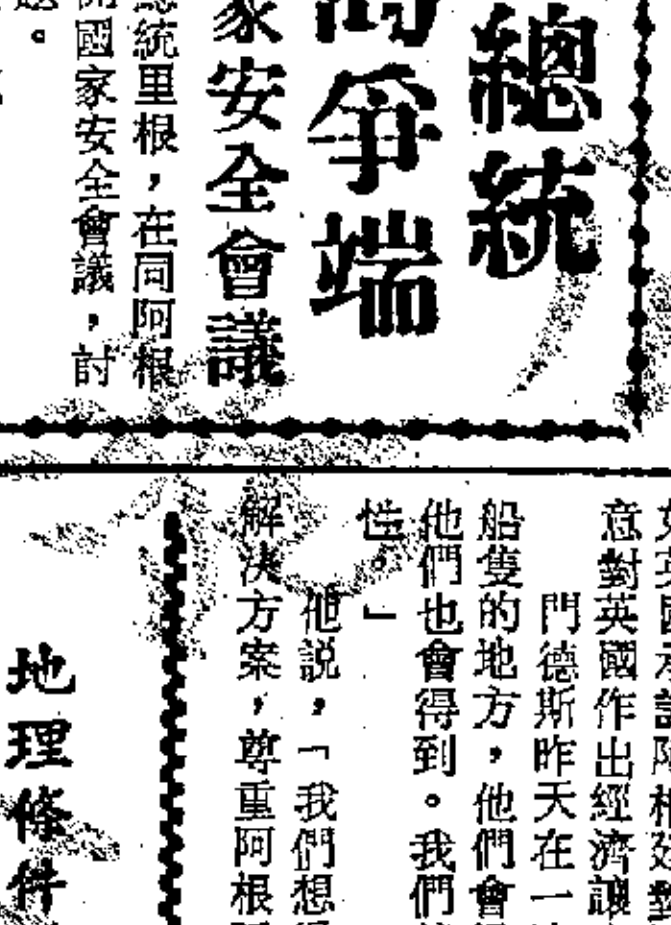 總統
爭端
家安全會議
總統里根，在同阿根
開國家安全會議，討
意對英國作出經濟讓
門德斯昨天在一
船隻的地方，他們會
他們也會得到。我們
性。」
他説，「我們想
解決方案，尊重阿根
地理條件